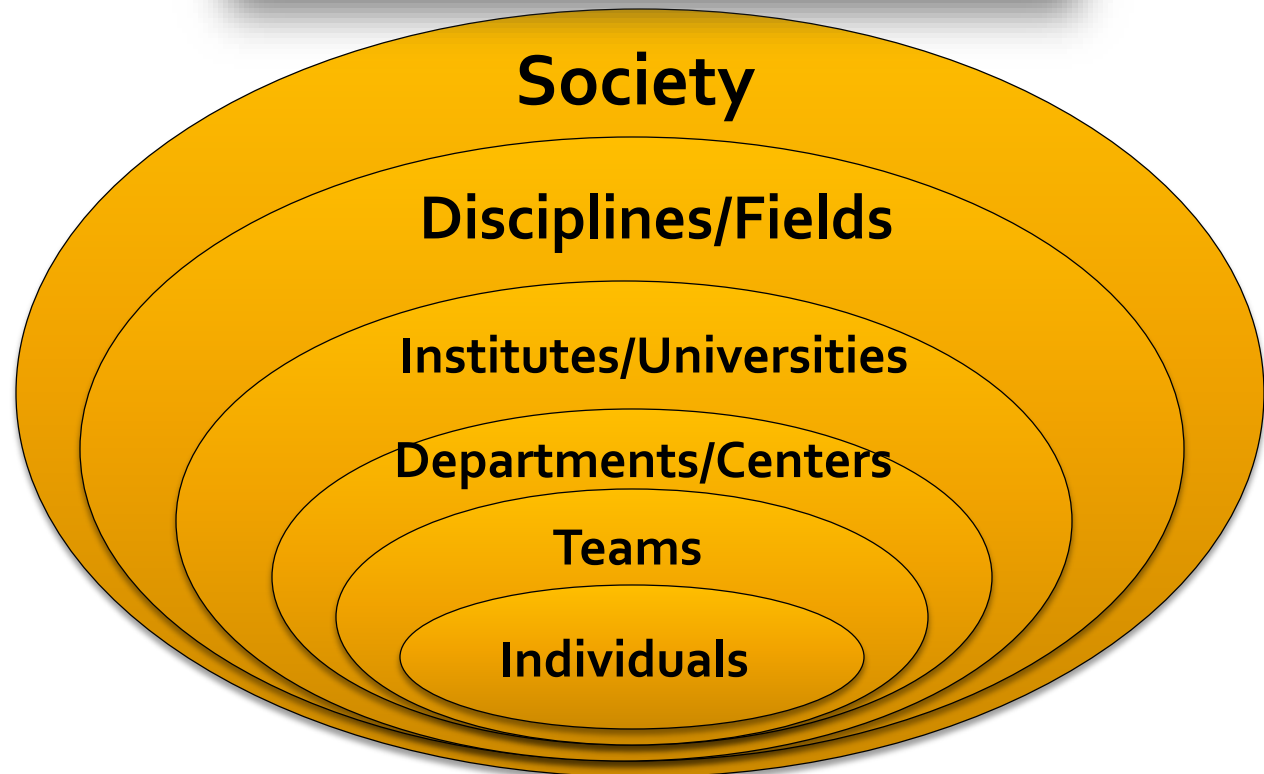 Society
Disciplines/Fields
Institutes/Universities
Departments/Centers
Teams
Individuals